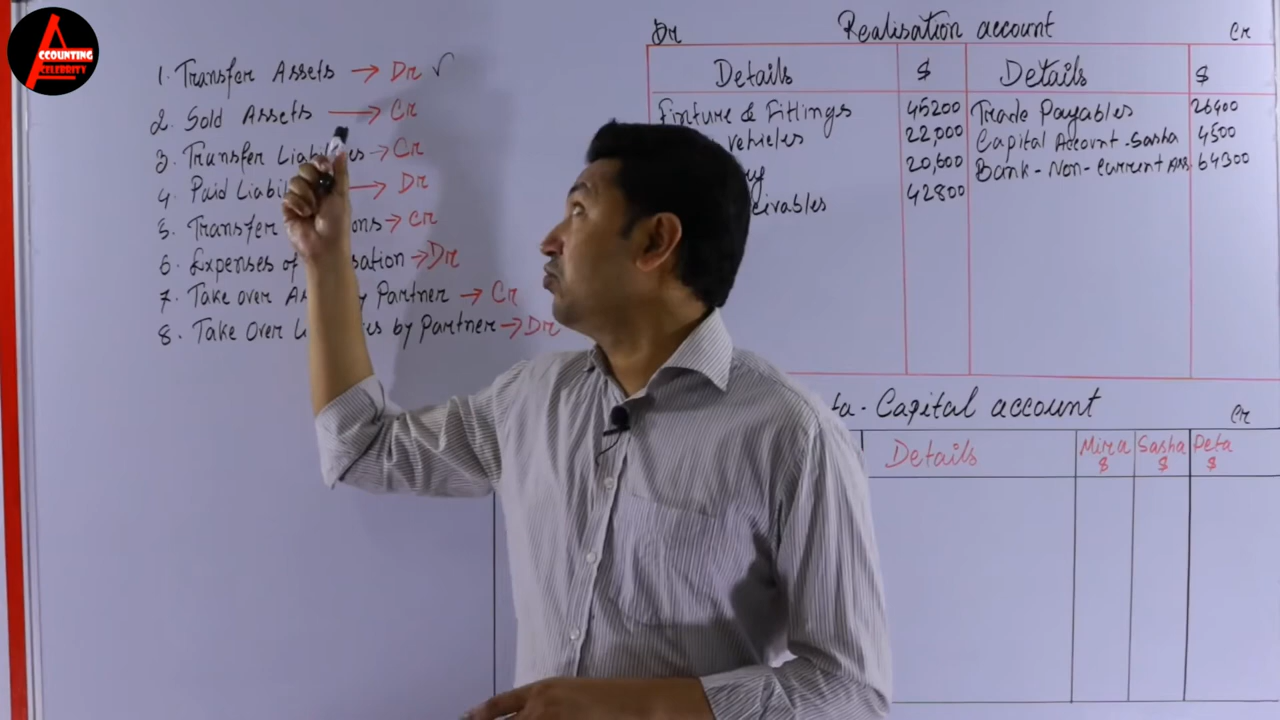 ACCOUNTING
CELEBRITY
1. Transfer Assets → Dr ✓
2. Sold Assets → Cr
3. Transfer Liabilities → Cr
4. Paid → Dr
5. Transfer → Cr
6. Expenses of → Dr
7. Take over by Partner → Cr
8. Take Over by Partner → Dr
Dr Realisation account Cr
Details $ Details $
Fixture & Fittings 45200 Trade Payables 26400
vehicles 22,000 Capital Account - Sasha 4500
20,600 Bank - Non - Current Ass. 64300
42800
- Capital account Cr
Details Mira $ Sasha $ Peta $